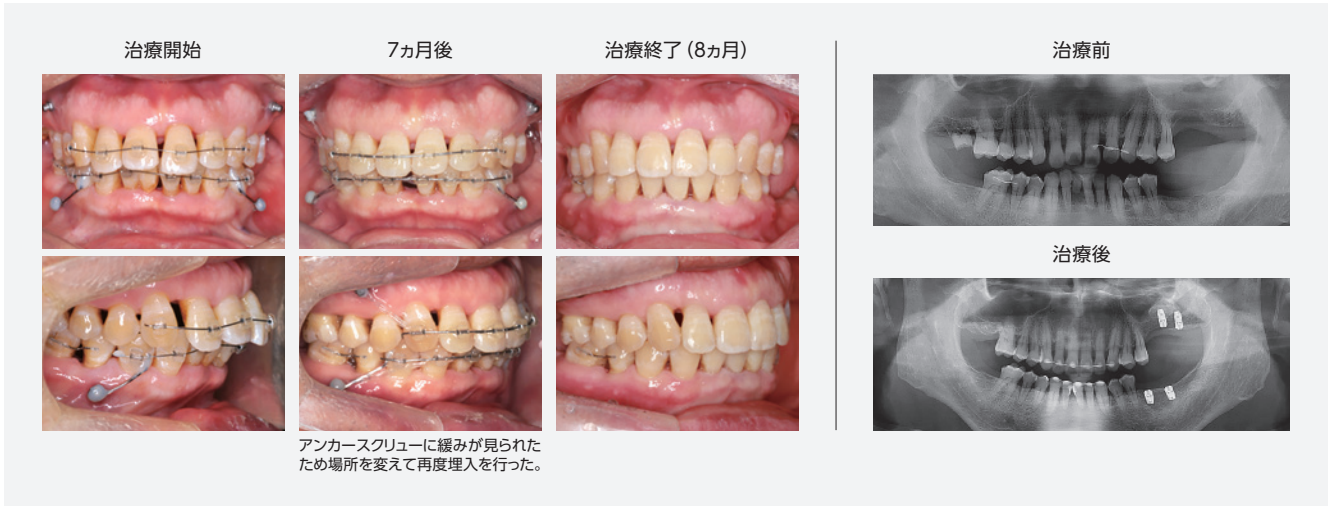 治療開始
7ヵ月後
治療終了（8ヵ月）
治療前
治療後
アンカースクリューに緩みが見られた
ため場所を変えて再度埋入を行った。